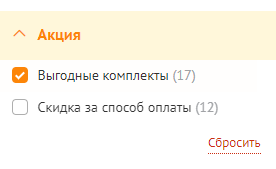 Акция
Выгодные комплекты (17)
Скидка за способ оплаты (12)
Сбросить